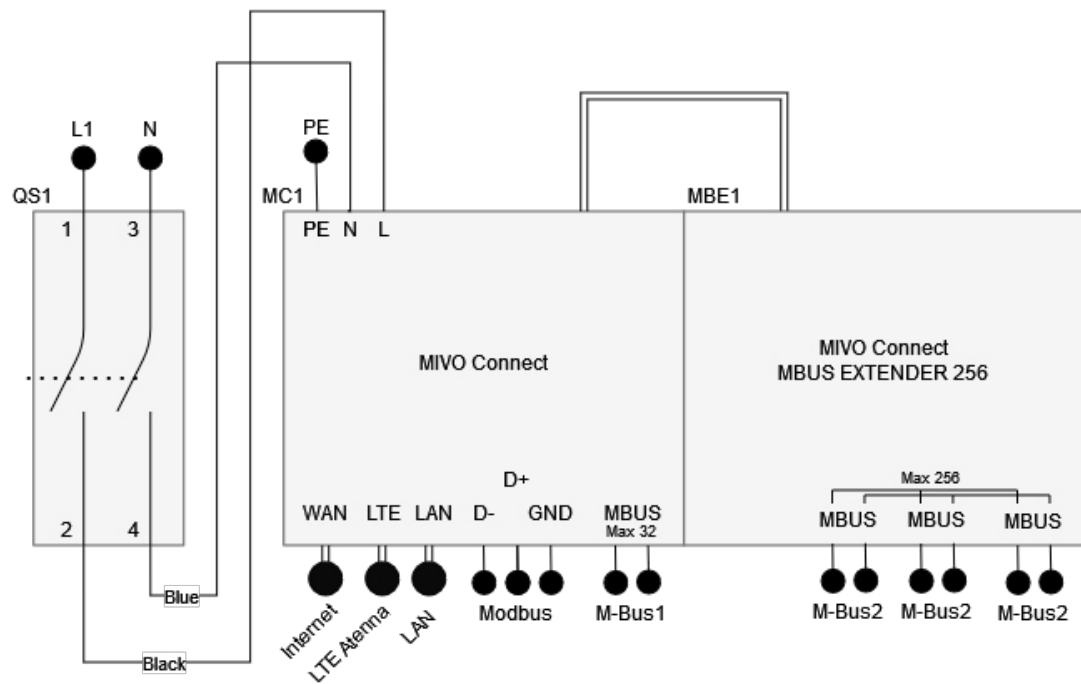 L1 N
PE
QS1
MC1
MBE1
1 3
PE N L
MIVO Connect
MIVO Connect
MBUS EXTENDER 256
D+
Max 256
WAN LTE LAN D- GND MBUS
Max 32
MBUS MBUS MBUS
2 4
Internet
LTE Atenna
LAN
Modbus
M-Bus1
M-Bus2 M-Bus2 M-Bus2
Blue
Black